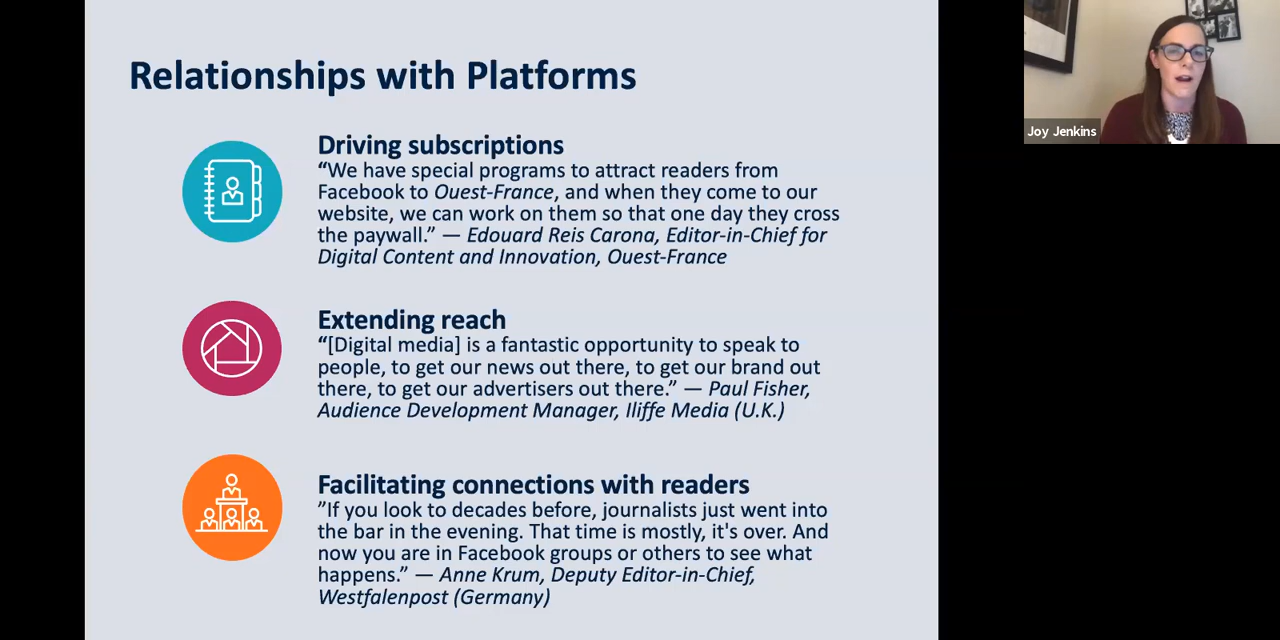 Relationships with Platforms
Driving subscriptions
“We have special programs to attract readers from
Facebook to Ouest-France, and when they come to our
website, we can work on them so that one day they cross
the paywall.” — Edouard Reis Carona, Editor-in-Chief for
Digital Content and Innovation, Ouest-France
Extending reach
“[Digital media] is a fantastic opportunity to speak to
people, to get our news out there, to get our brand out
there, to get our advertisers out there.” — Paul Fisher,
Audience Development Manager, Iliffe Media (U.K.)
Facilitating connections with readers
”If you look to decades before, journalists just went into
the bar in the evening. That time is mostly, it's over. And
now you are in Facebook groups or others to see what
happens.” — Anne Krum, Deputy Editor-in-Chief,
Westfalenpost (Germany)
Joy Jenkins